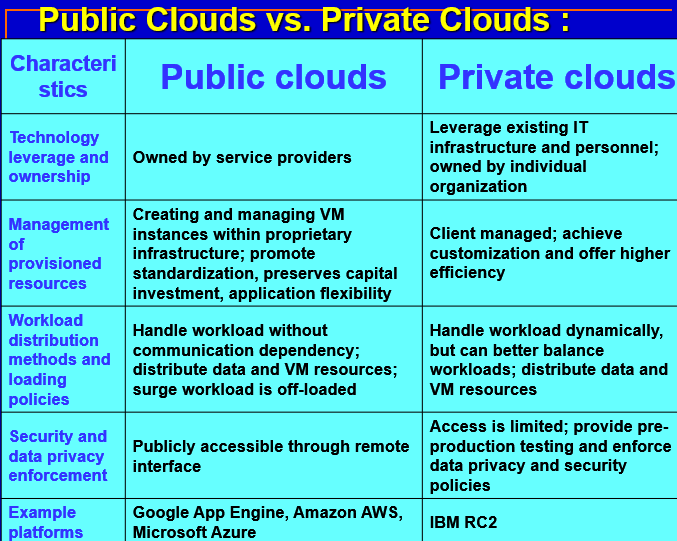 Public Clouds vs. Private Clouds :
Characteri
stics
Public clouds
Private clouds
Technology
leverage and
ownership
Owned by service providers
Leverage existing IT
infrastructure and personnel;
owned by individual
organization
Management
of
provisioned
resources
Creating and managing VM
instances within proprietary
infrastructure; promote
standardization, preserves capital
investment, application flexibility
Client managed; achieve
customization and offer higher
efficiency
Workload
distribution
methods and
loading
policies
Handle workload without
communication dependency;
distribute data and VM resources;
surge workload is off-loaded
Handle workload dynamically,
but can better balance
workloads; distribute data and
VM resources
Security and
data privacy
enforcement
Publicly accessible through remote
interface
Access is limited; provide pre-
production testing and enforce
data privacy and security
policies
Example
platforms
Google App Engine, Amazon AWS,
Microsoft Azure
IBM RC2